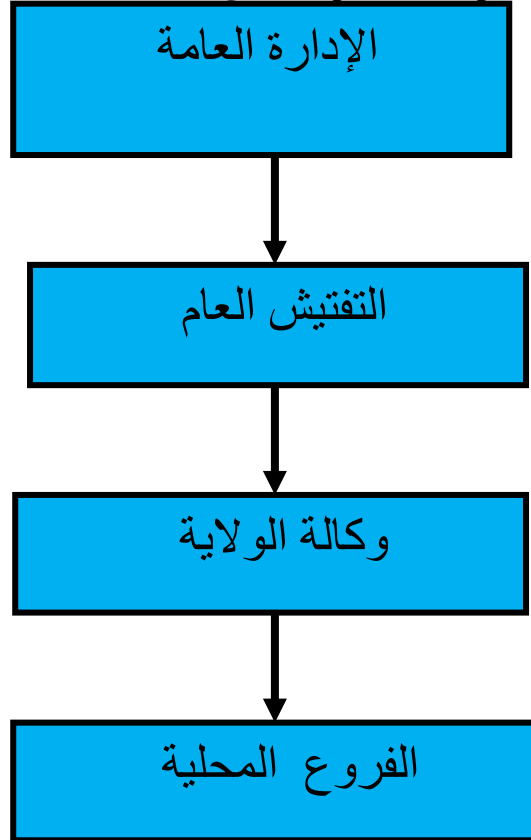 الإدارة العامة
التفتيش العام
وكالة الولاية
الفروع المحلية